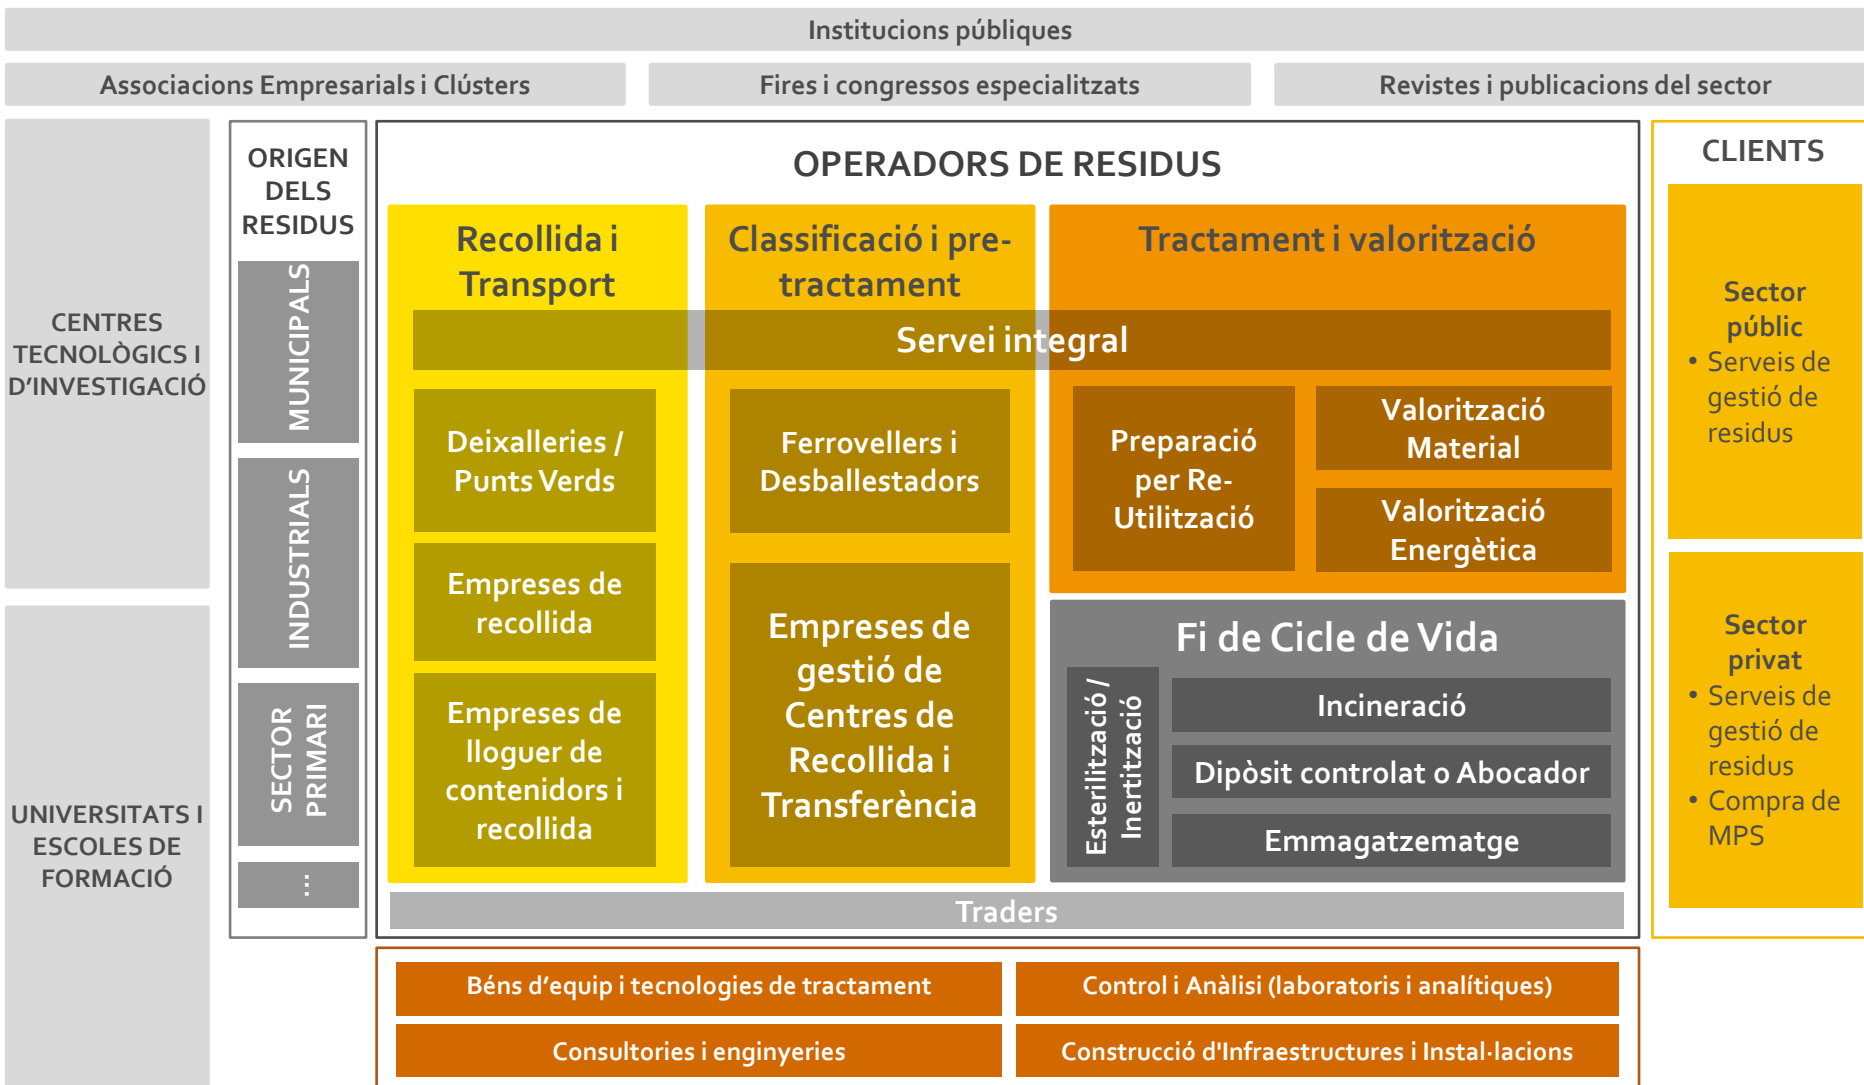 Institucions públiques
Associacions Empresarials i Clústers
Fires i congressos especialitzats
Revistes i publicacions del sector
CENTRES
TECNOLÒGICS I
D'INVESTIGACIÓ
UNIVERSITATS I
ESCOLES DE
FORMACIÓ
ORIGEN
DELS
RESIDUS
MUNICIPALS
INDUSTRIALS
SECTOR
PRIMARI
...
OPERADORS DE RESIDUS
Recollida i
Transport
Classificació i pre-
tractament
Tractament i valorització
Servei integral
Deixalleries /
Punts Verds
Empreses de
recollida
Empreses de
lloguer de
contenidors i
recollida
Ferrovellers i
Desballestadors
Empreses de
gestió de
Centres de
Recollida i
Transferència
Preparació
per Re-
Utilització
Valorització
Material
Valorització
Energètica
Fi de Cicle de Vida
Esterilització /
Inertització
Incineració
Dipòsit controlat o Abocador
Emmagatzematge
Traders
CLIENTS
Sector
públic
• Serveis de
gestió de
residus
Sector
privat
• Serveis de
gestió de
residus
• Compra de
MPS
Béns d'equip i tecnologies de tractament
Control i Anàlisi (laboratoris i analítiques)
Consultories i enginyeries
Construcció d'Infraestructures i Instal·lacions